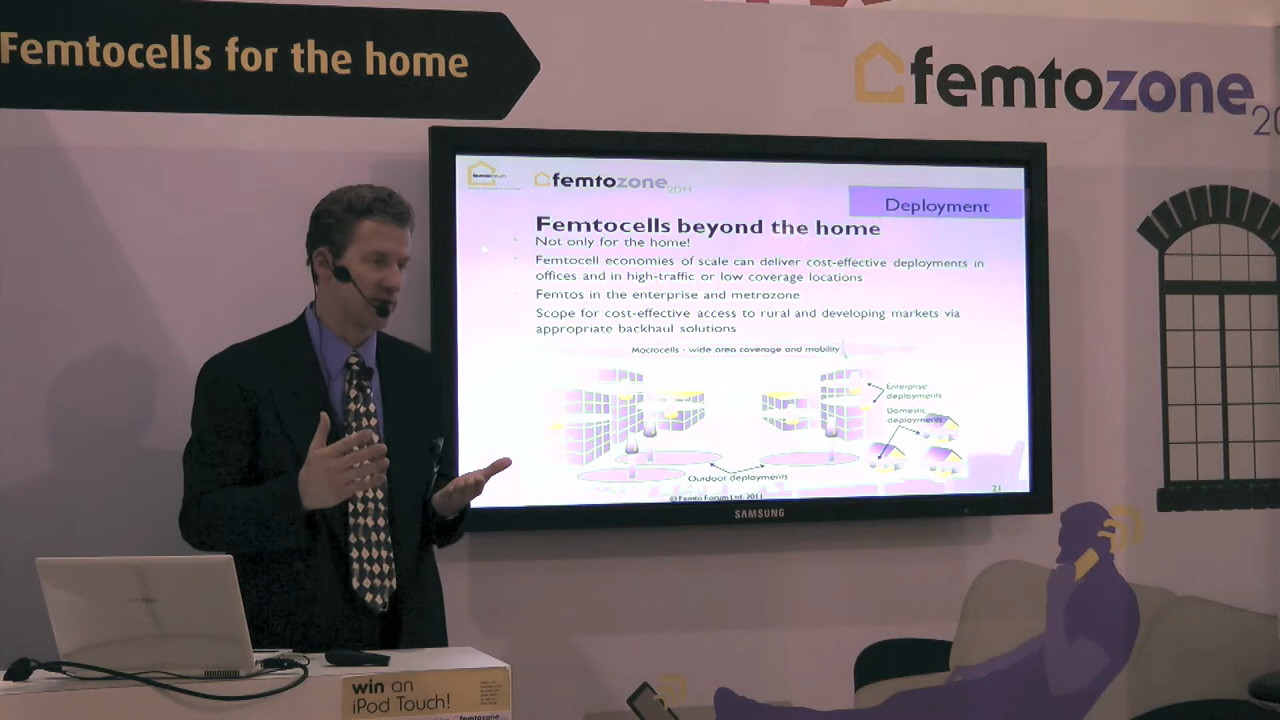 Femtocells for the home
femtozone
20
femtoforum
femtozone 2011
Deployment
Femtocells beyond the home
Not only for the home!
Femtocell economies of scale can deliver cost-effective deployments in
offices and in high-traffic or low coverage locations
Femtos in the enterprise and metrozone
Scope for cost-effective access to rural and developing markets via
appropriate backhaul solutions
Macrocells - wide area coverage and mobility
Enterprise
deployments
Domestic
deployments
Outdoor deployments
© Femto Forum Ltd. 2011
21
SAMSUNG
win an
iPod Touch!
femtozone